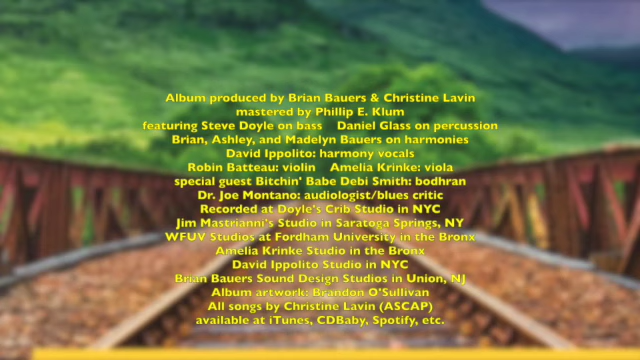 Album produced by Brian Bauers & Christine Lavin
mastered by Phillip E. Klum
featuring Steve Doyle on bass    Daniel Glass on percussion
Brian, Ashley, and Madelyn Bauers on harmonies
David Ippolito: harmony vocals
Robin Batteau: violin    Amelia Krinke: viola
special guest Bitchin' Babe Debi Smith: bodhran
Dr. Joe Montano: audiologist/blues critic
Recorded at Doyle's Crib Studio in NYC
Jim Mastrianni's Studio in Saratoga Springs, NY
WFUV Studios at Fordham University in the Bronx
Amelia Krinke Studio in the Bronx
David Ippolito Studio in NYC
Brian Bauers Sound Design Studios in Union, NJ
Album artwork: Brandon O'Sullivan
All songs by Christine Lavin (ASCAP)
available at iTunes, CDBaby, Spotify, etc.